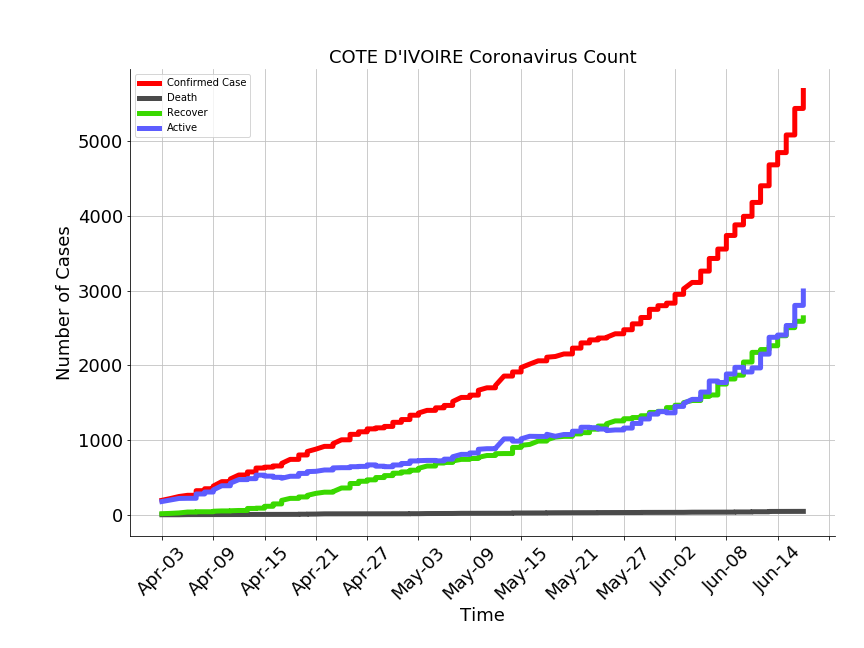 COTE D'IVOIRE Coronavirus Count
Confirmed Case
Death
Recover
Active
Number of Cases
5000
4000
3000
2000
1000
0
Apr-03
Apr-09
Apr-15
Apr-21
Apr-27
May-03
May-09
May-15
May-21
May-27
Jun-02
Jun-08
Jun-14
Time